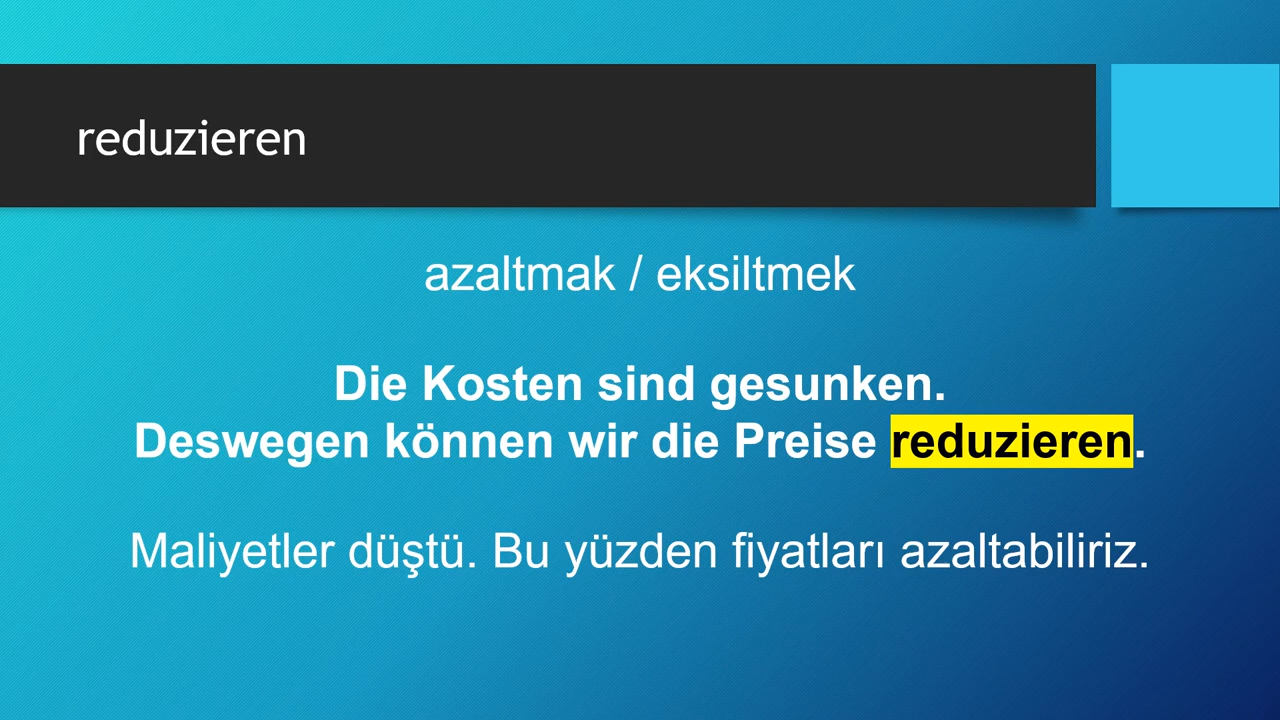 reduzieren
azaltmak / eksiltmek
Die Kosten sind gesunken.
Deswegen können wir die Preise reduzieren.
Maliyetler düştü. Bu yüzden fiyatları azaltabiliriz.